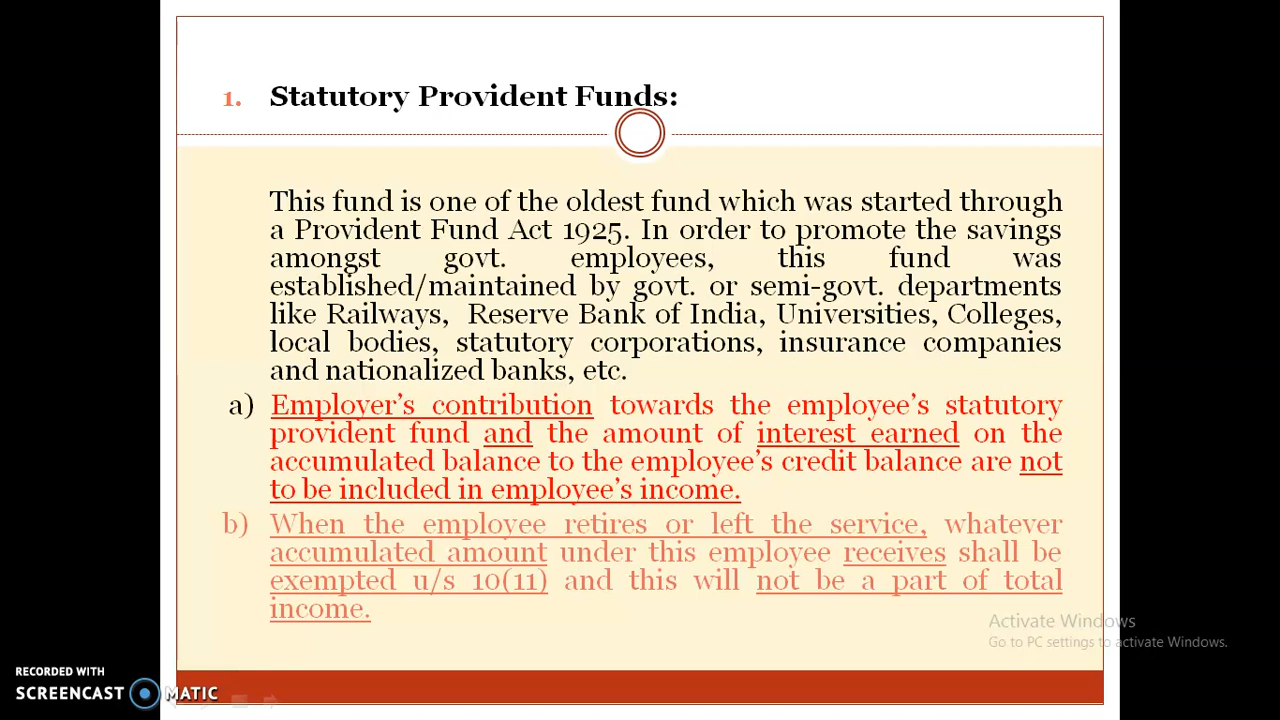 1. Statutory Provident Funds:
This fund is one of the oldest fund which was started through
a Provident Fund Act 1925. In order to promote the savings
amongst govt. employees, this fund was
established/maintained by govt. or semi-govt. departments
like Railways, Reserve Bank of India, Universities, Colleges,
local bodies, statutory corporations, insurance companies
and nationalized banks, etc.
a) Employer's contribution towards the employee's statutory
provident fund and the amount of interest earned on the
accumulated balance to the employee's credit balance are not
to be included in employee's income.
b) When the employee retires or left the service, whatever
accumulated amount under this employee receives shall be
exempted u/s 10(11) and this will not be a part of total
income.
Activate Windows
Go to PC settings to activate Windows.
RECORDED WITH
SCREENCAST MATIC